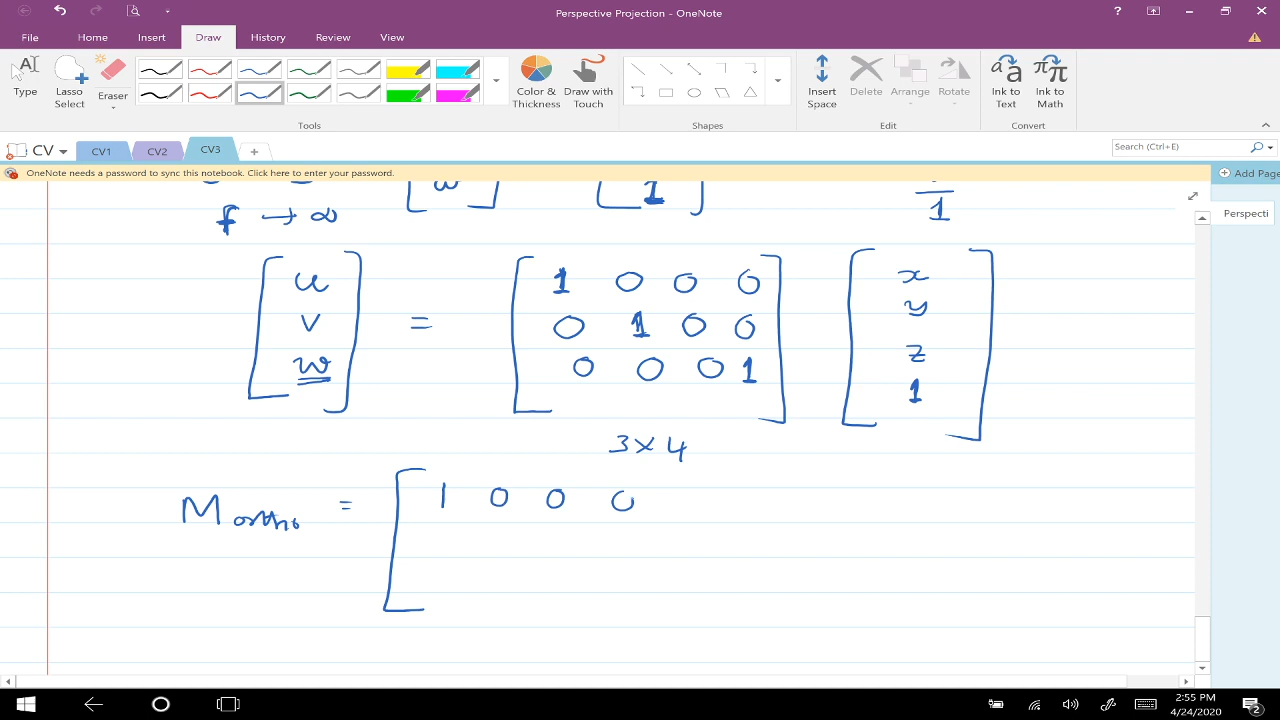 Perspective Projection - OneNote
File Home Insert Draw History Review View
Type Lasso Select Eraser Color & Thickness Draw with Touch Insert Space Delete Arrange Rotate Ink to Text Ink to Math
Tools Shapes Edit Convert
CV CV1 CV2 CV3 Search (Ctrl+E)
OneNote needs a password to sync this notebook. Click here to enter your password. Add Page
w 1 1
f → ∞
Perspecti
u 1 0 0 0 x
v = 0 1 0 0 y
w 0 0 0 1 z
1
3 x 4
M ortho = 1 0 0 0
2:55 PM
4/24/2020
2